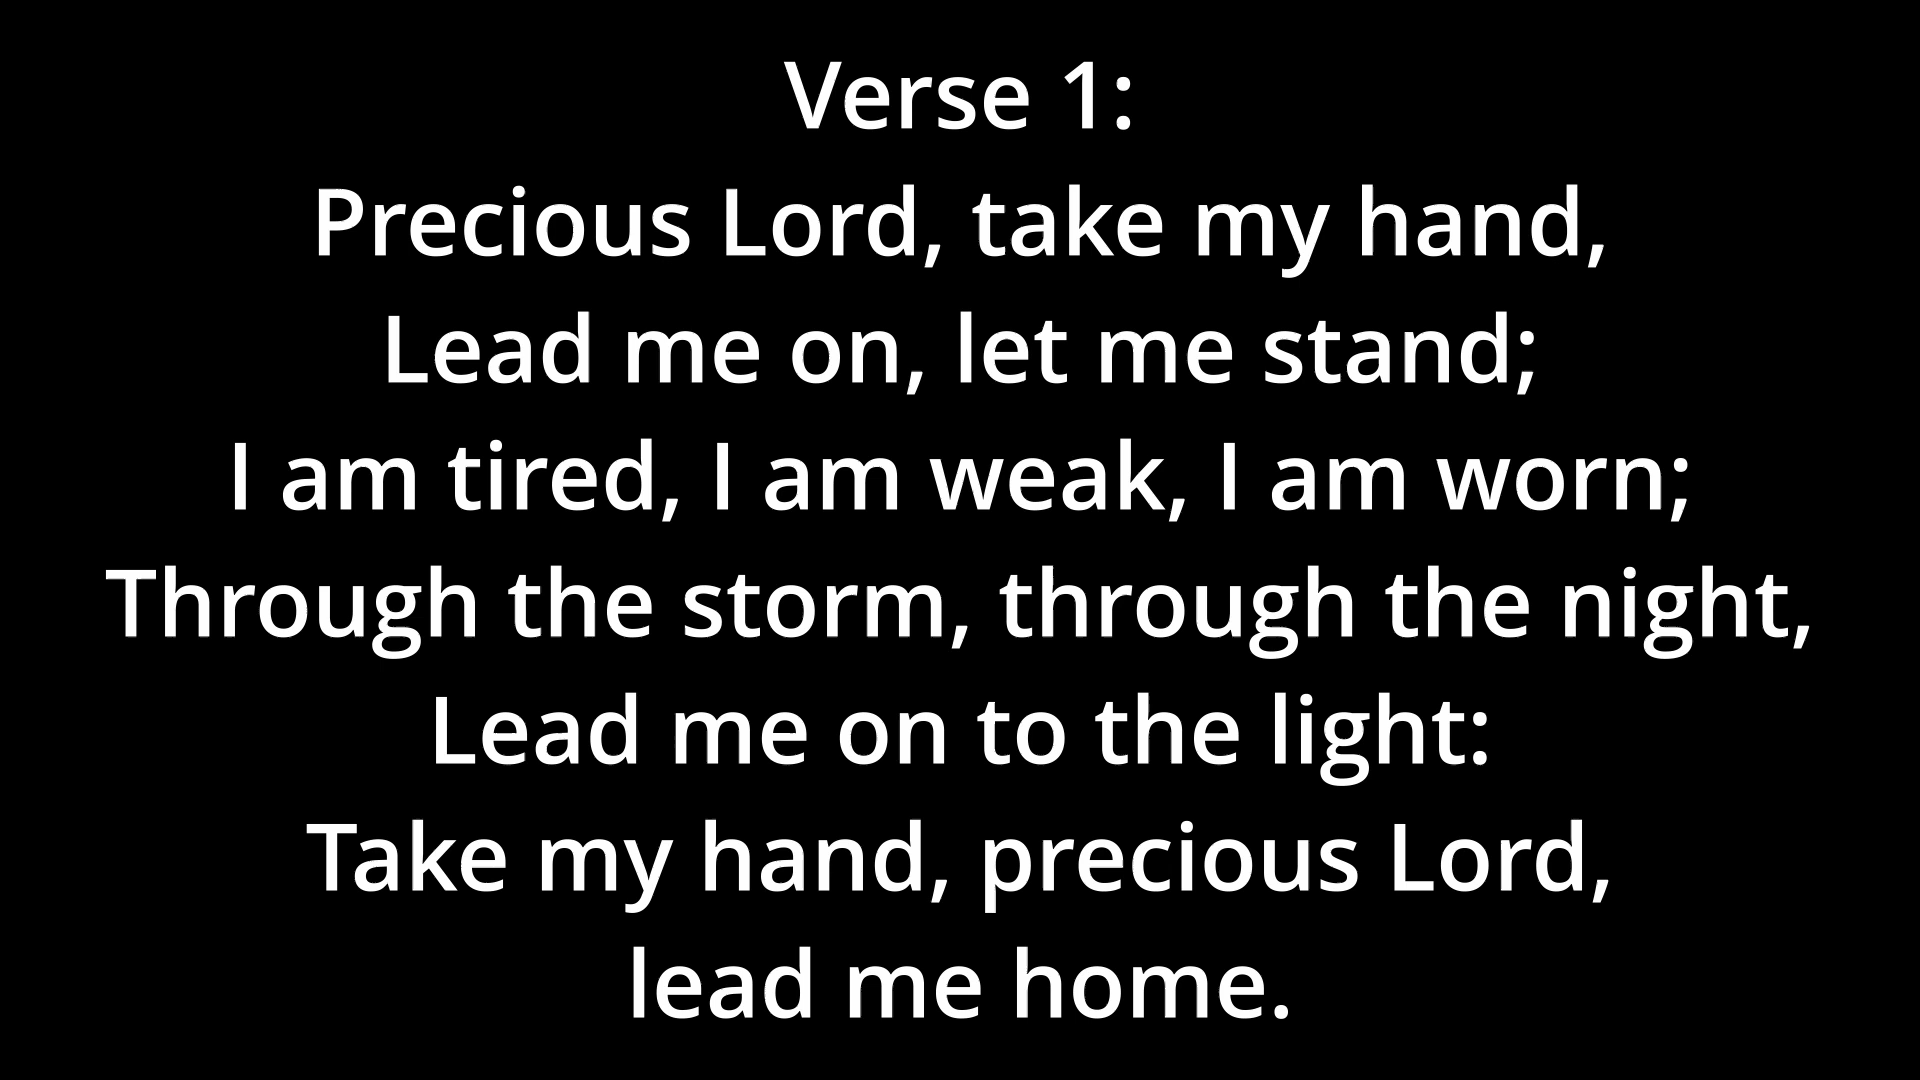 Verse 1:
Precious Lord, take my hand,
Lead me on, let me stand;
I am tired, I am weak, I am worn;
Through the storm, through the night,
Lead me on to the light:
Take my hand, precious Lord,
lead me home.